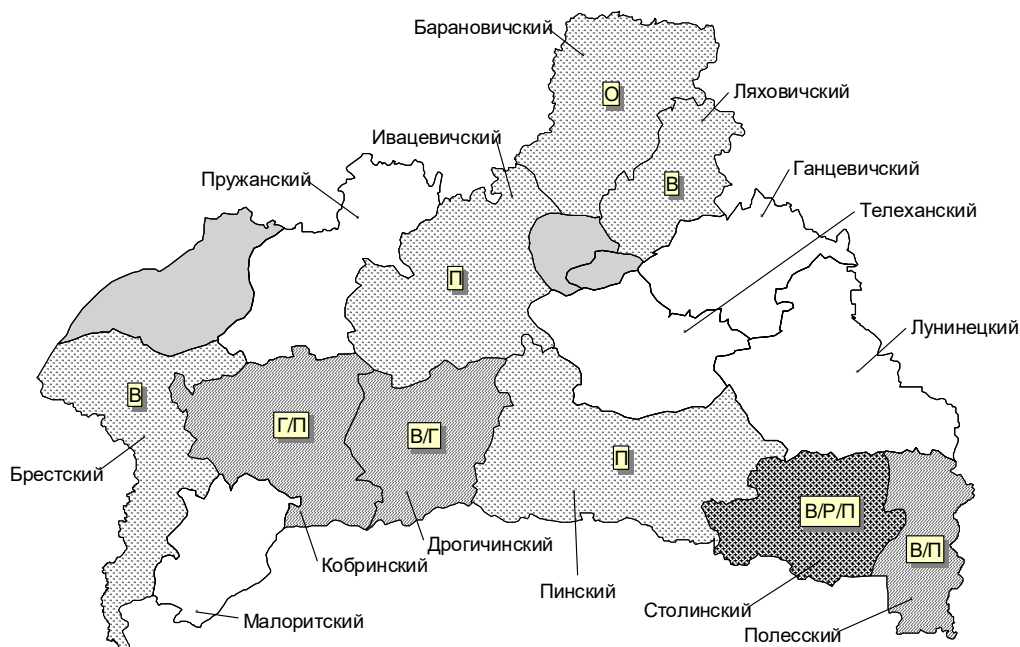 Барановичский
О
Ляховичский
Ивацевичский
Ганцевичский
Пружанский
В
Телеханский
П
Лунинецкий
В
Г/П
В/Г
П
Брестский
В/Р/П
В/П
Дрогичинский
Кобринский
Пинский
Столинский
Малоритский
Полесский